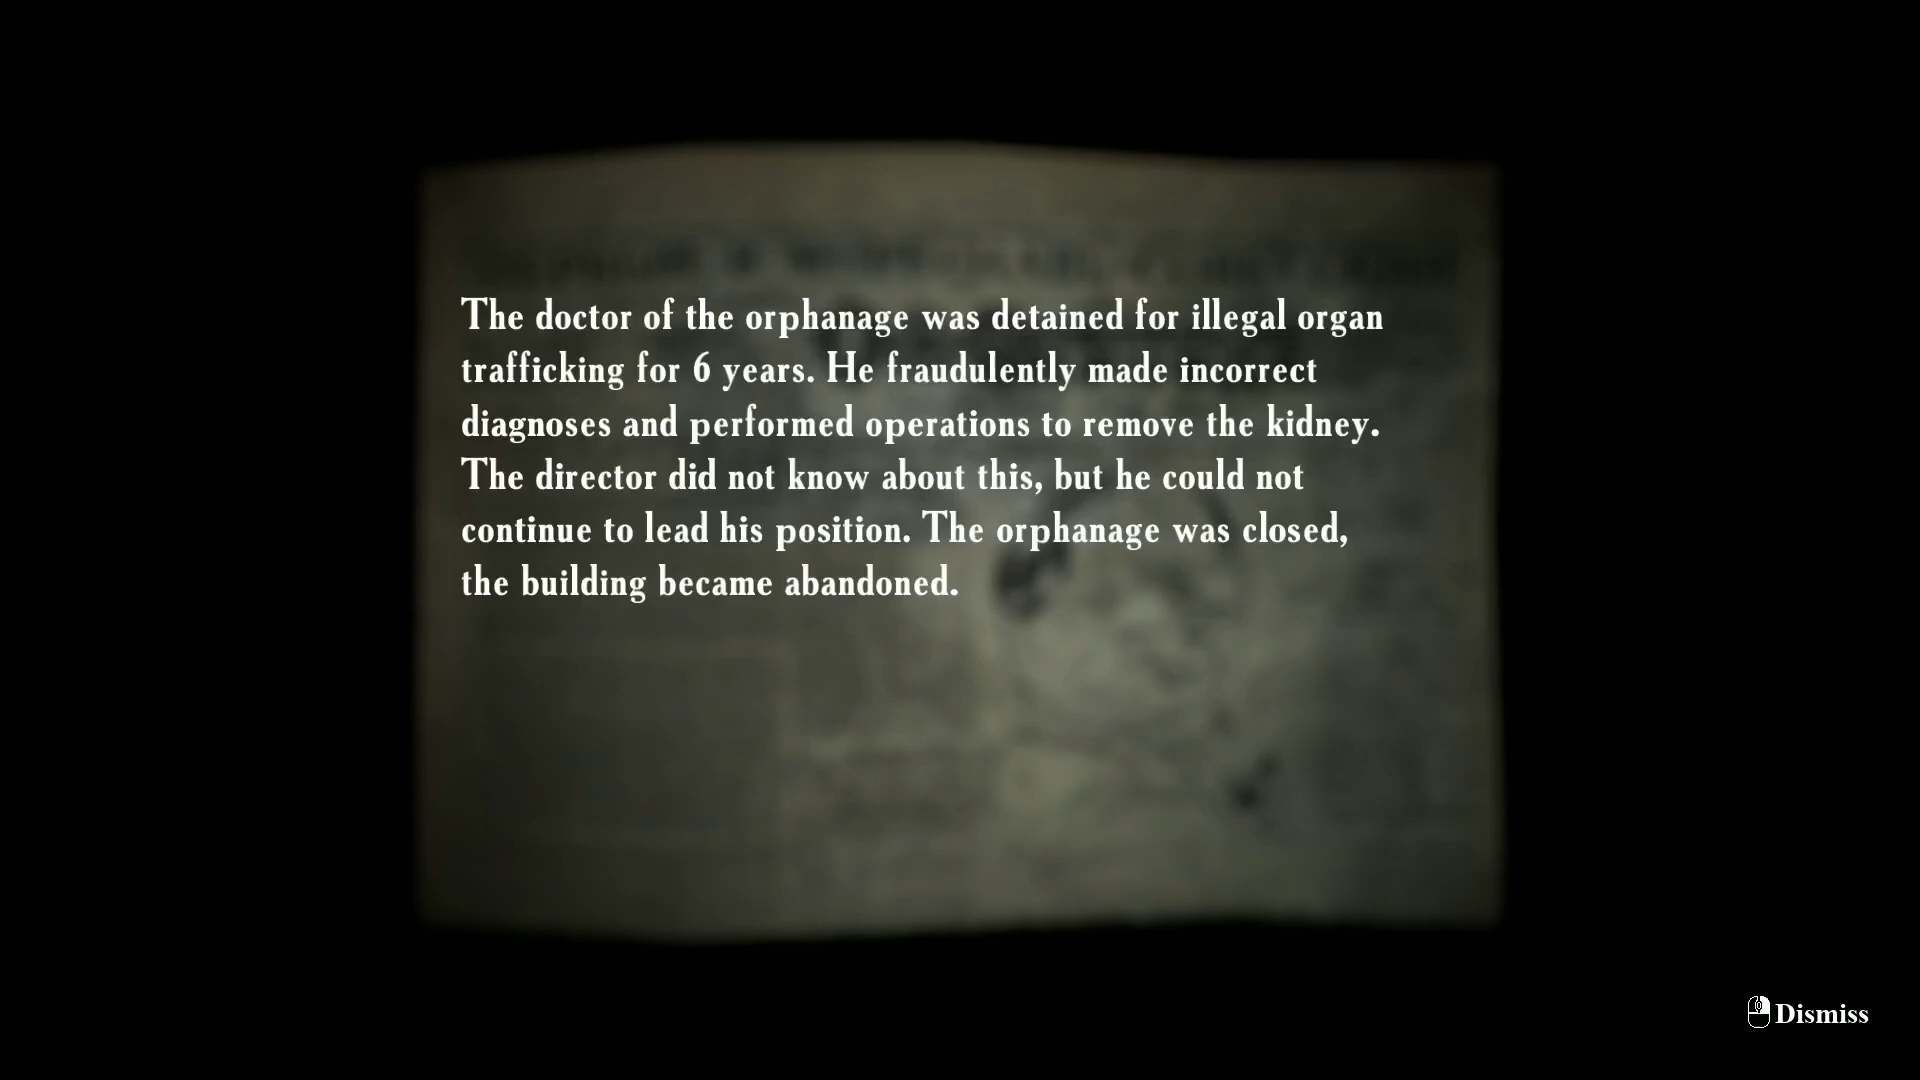 The doctor of the orphanage was detained for illegal organ
trafficking for 6 years. He fraudulently made incorrect
diagnoses and performed operations to remove the kidney.
The director did not know about this, but he could not
continue to lead his position. The orphanage was closed,
the building became abandoned.
Dismiss